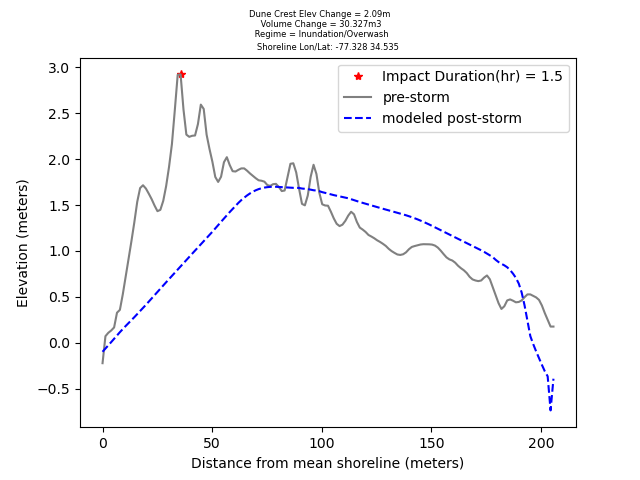 Dune Crest Elev Change = 2.09m
Volume Change = 30.327m3
Regime = Inundation/Overwash
Shoreline Lon/Lat: -77.328 34.535
Impact Duration(hr) = 1.5
pre-storm
modeled post-storm
3.0
2.5
2.0
1.5
1.0
0.5
0.0
−0.5
Elevation (meters)
0 50 100 150 200
Distance from mean shoreline (meters)